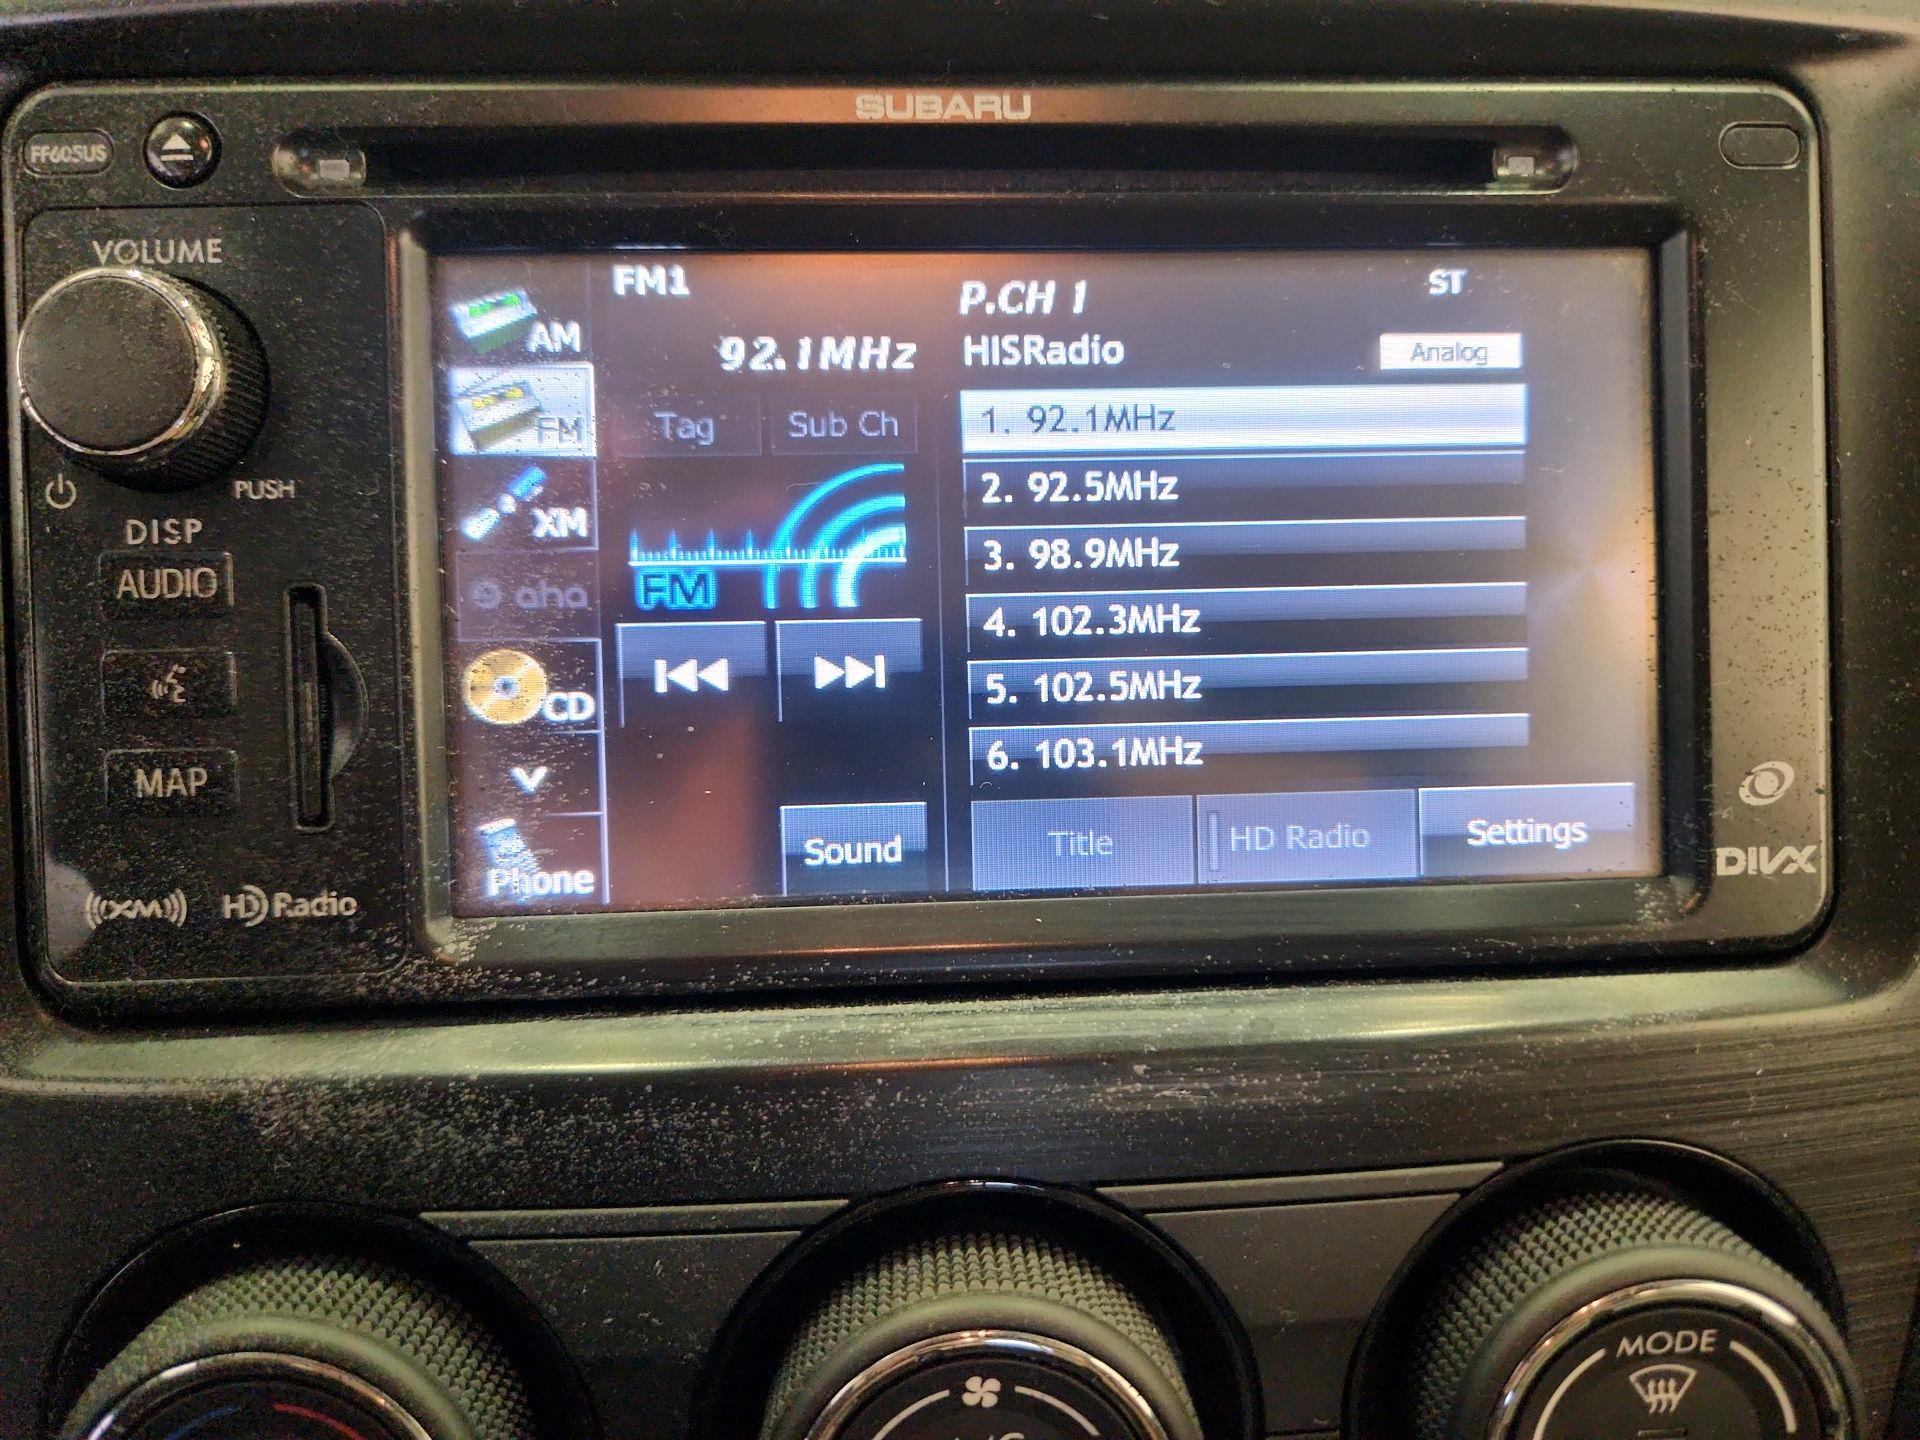 SUBARU
FF605US
VOLUME
PUSH
DISP
AUDIO
MAP
((XM))
HD Radio
FM1
P.CH 1
ST
92.1MHz
HISRadio
Analog
AM
FM
XM
aha
CD
Phone
Tag
Sub Ch
FM
1. 92.1MHz
2. 92.5MHz
3. 98.9MHz
4. 102.3MHz
5. 102.5MHz
6. 103.1MHz
Sound
Title
HD Radio
Settings
DIVX
MODE